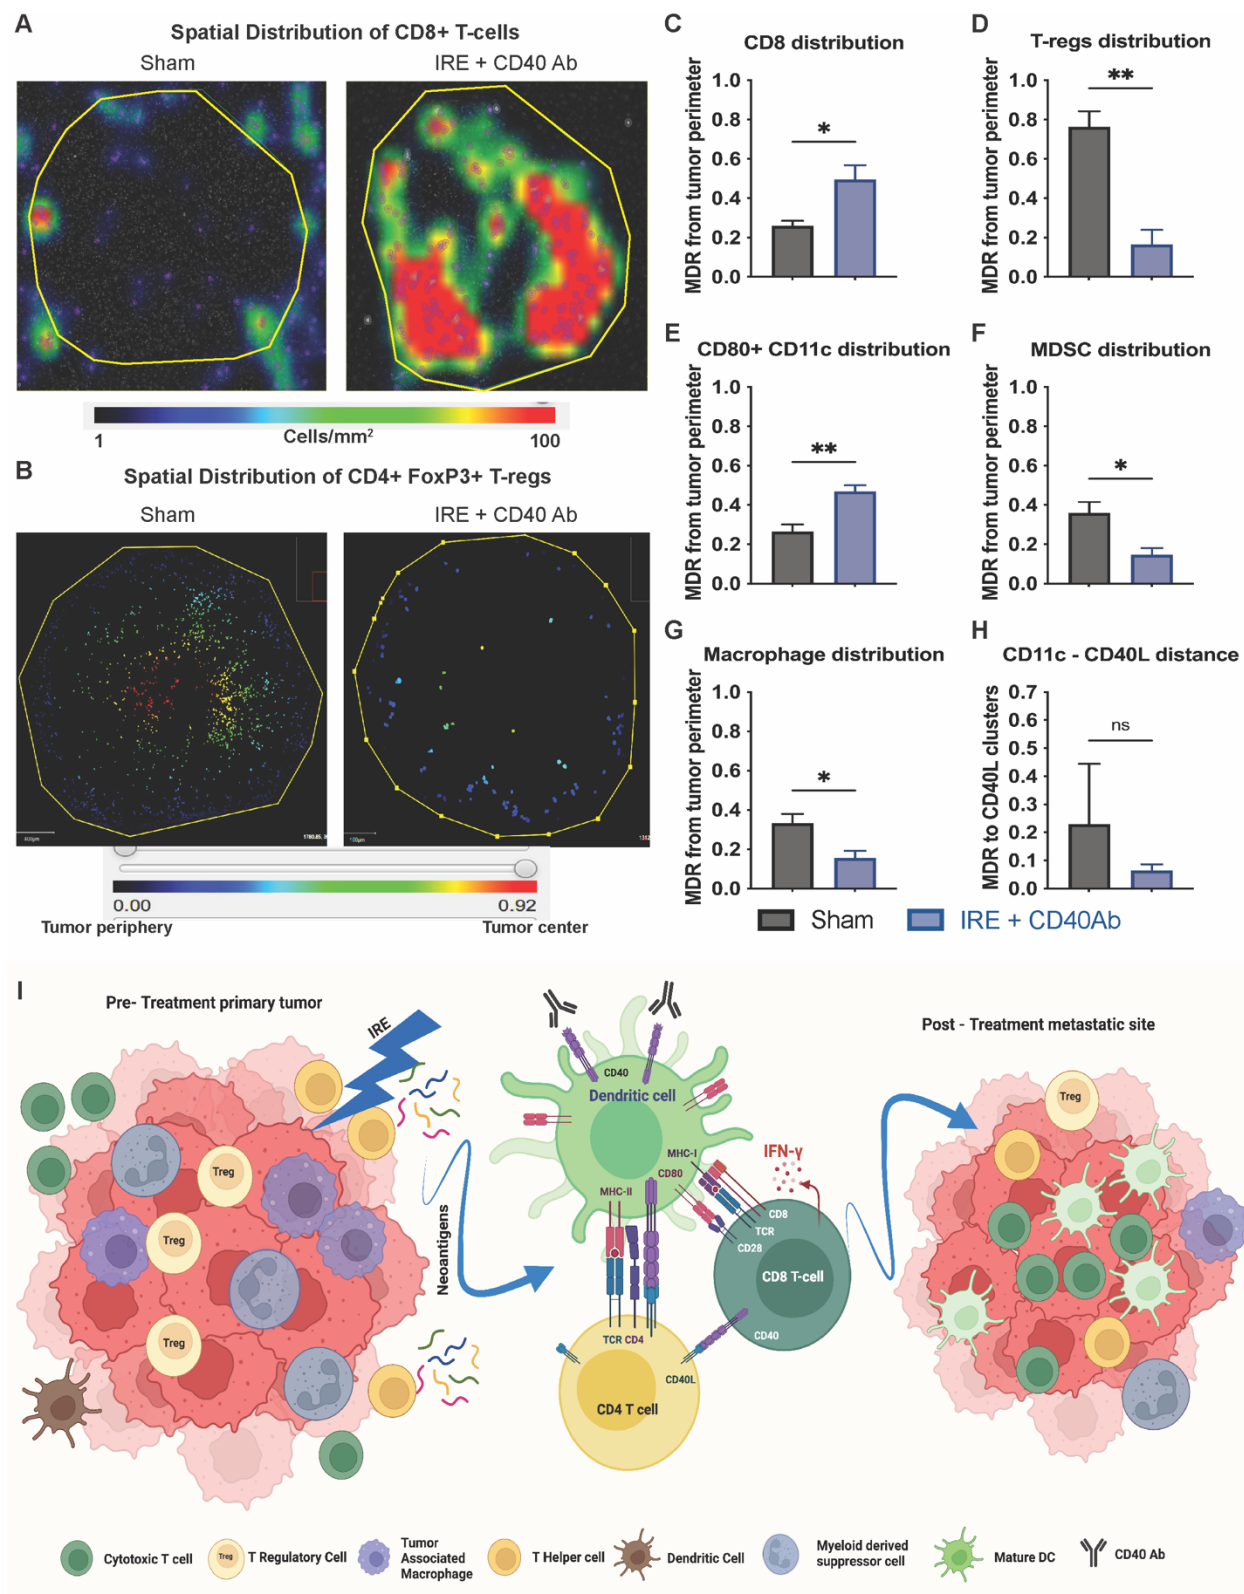 A
Spatial Distribution of CD8+ T-cells
Sham
IRE + CD40 Ab
1
Cells/mm²
100
B
Spatial Distribution of CD4+ FoxP3+ T-regs
Sham
IRE + CD40 Ab
0.00
0.92
Tumor periphery
Tumor center
C
CD8 distribution
MDR from tumor perimeter
1.0
0.8
0.6
0.4
0.2
0.0
*
D
T-regs distribution
MDR from tumor perimeter
1.0
0.8
0.6
0.4
0.2
0.0
**
E
CD80+ CD11c distribution
MDR from tumor perimeter
1.0
0.8
0.6
0.4
0.2
0.0
**
F
MDSC distribution
MDR from tumor perimeter
1.0
0.8
0.6
0.4
0.2
0.0
*
G
Macrophage distribution
MDR from tumor perimeter
1.0
0.8
0.6
0.4
0.2
0.0
*
H
CD11c - CD40L distance
MDR to CD40L clusters
0.7
0.6
0.5
0.4
0.3
0.2
0.1
0.0
ns
Sham
IRE + CD40Ab
I
Pre- Treatment primary tumor
IRE
Treg
Treg
Treg
Neoantigens
CD40
Dendritic cell
MHC-I
CD80
MHC-II
IFN-γ
CD8
TCR
CD28
CD8 T-cell
CD40
TCR CD4
CD40L
CD4 T cell
Post - Treatment metastatic site
Treg
Cytotoxic T cell
Treg
T Regulatory Cell
Tumor
Associated
Macrophage
T Helper cell
Dendritic Cell
Myeloid derived
suppressor cell
Mature DC
CD40 Ab